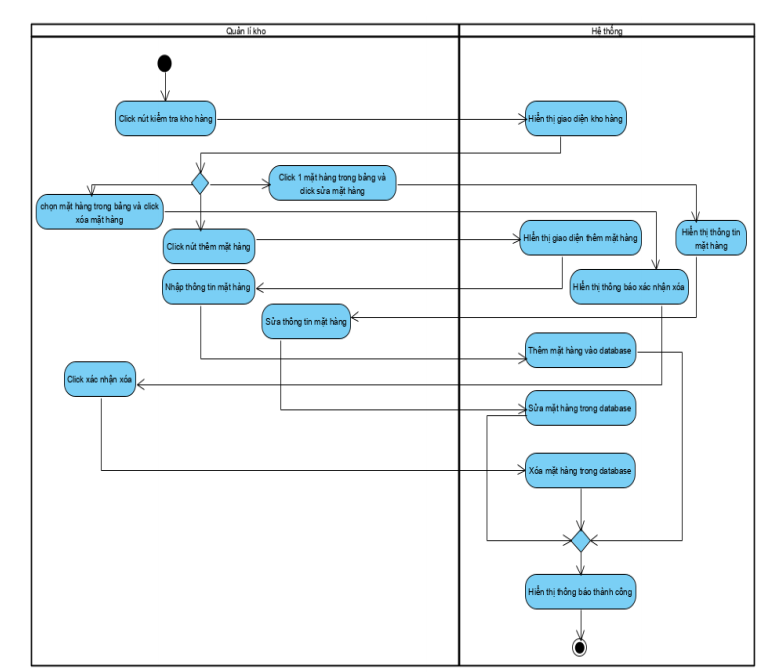 Quản lí kho
Hệ thống
Click nút kiểm tra kho hàng
Hiển thị giao diện kho hàng
Click 1 mặt hàng trong bảng và
click sửa mặt hàng
chọn mặt hàng trong bảng và click
xóa mặt hàng
Click nút thêm mặt hàng
Hiển thị giao diện thêm mặt hàng
Hiển thị thông tin
mặt hàng
Nhập thông tin mặt hàng
Hiển thị thông báo xác nhận xóa
Sửa thông tin mặt hàng
Thêm mặt hàng vào database
Click xác nhận xóa
Sửa mặt hàng trong database
Xóa mặt hàng trong database
Hiển thị thông báo thành công